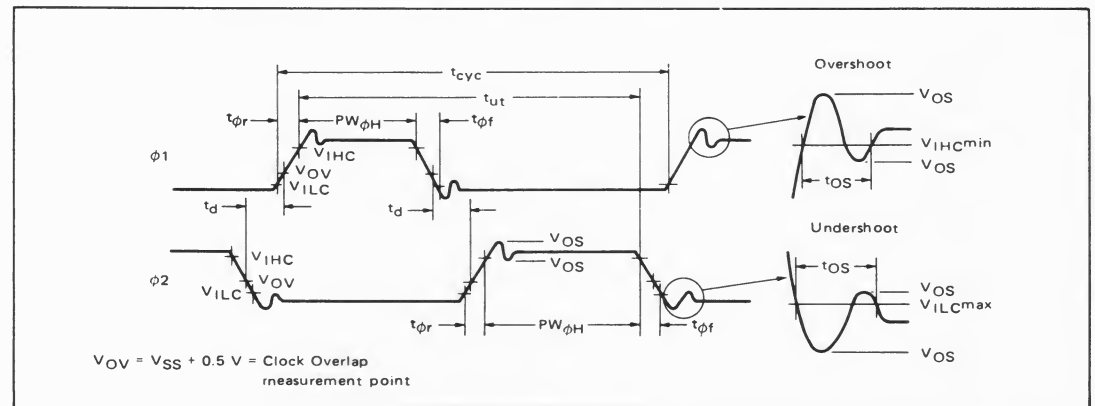 tcyc
tut
tφr
PWφH
tφf
φ1
VIHC
VOV
VILC
td
td
VOS
VOS
φ2
VIHC
VOV
VILC
tφr
PWφH
tφf
VOV = VSS + 0.5 V = Clock Overlap
measurement point
Overshoot
VOS
VIHCmin
VOS
tOS
Undershoot
tOS
VOS
VILCmax
VOS